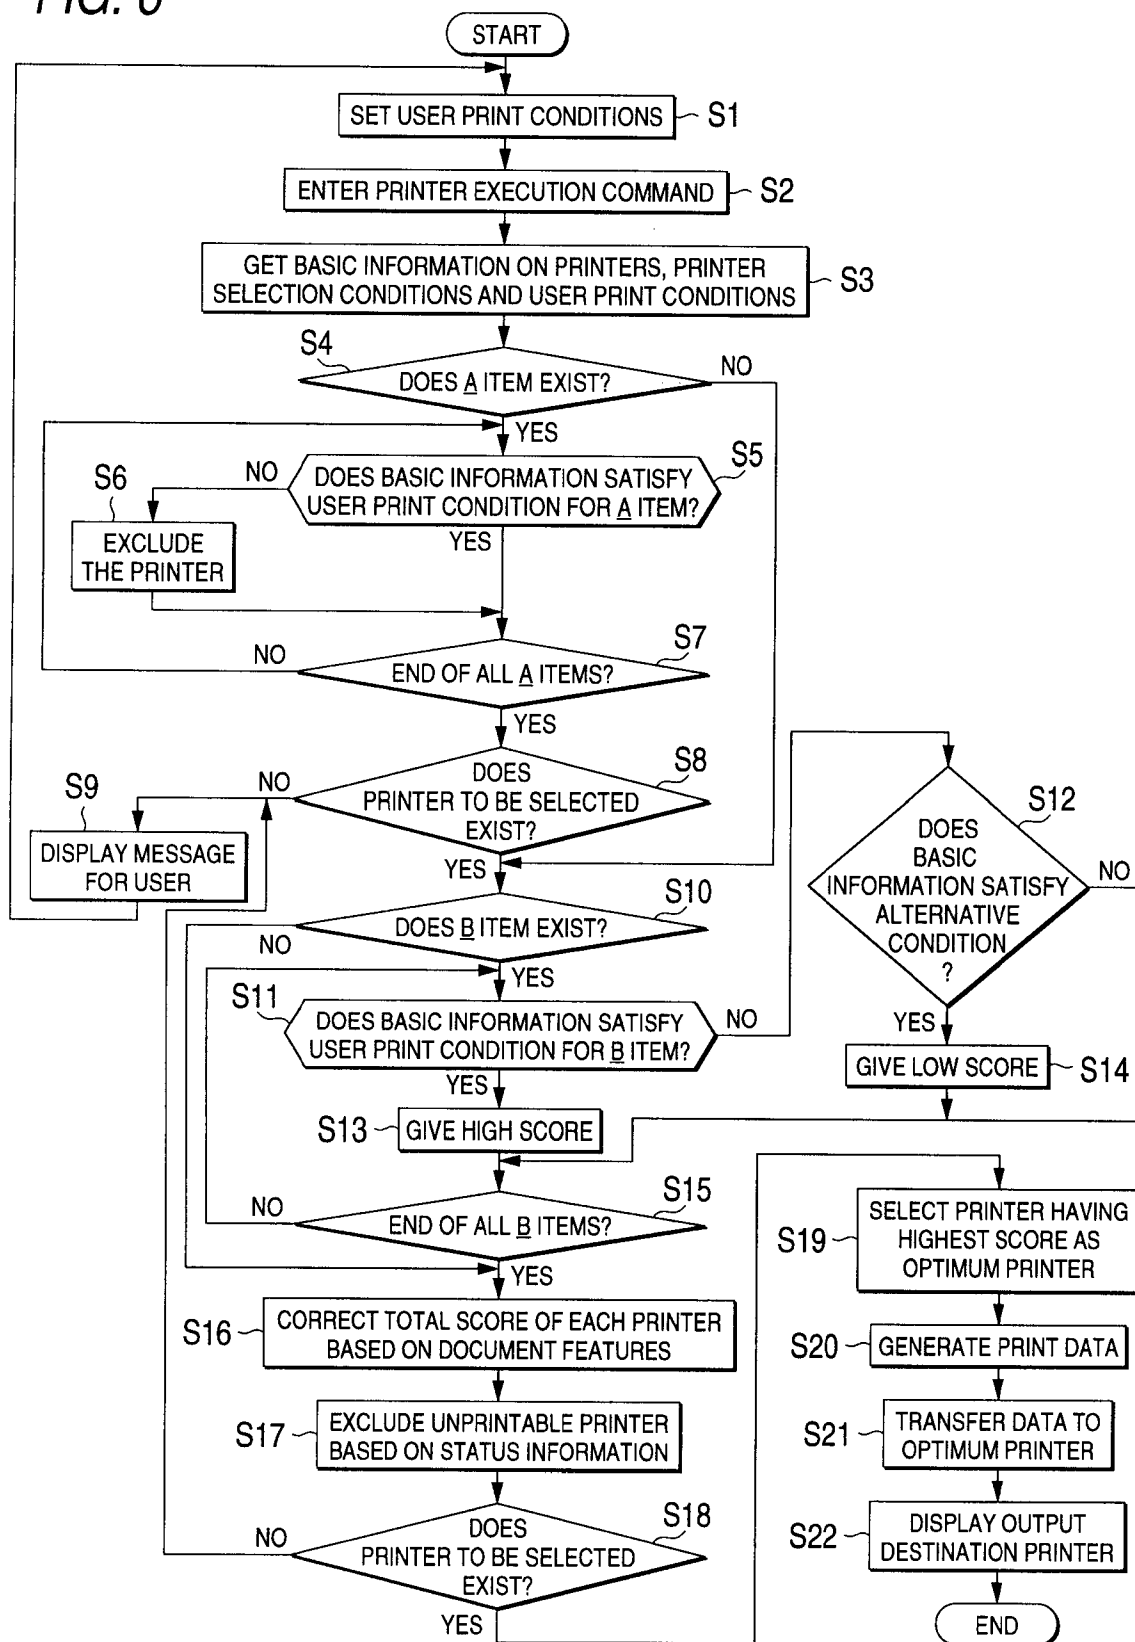 START
SET USER PRINT CONDITIONS
S1
ENTER PRINTER EXECUTION COMMAND
S2
GET BASIC INFORMATION ON PRINTERS, PRINTER
SELECTION CONDITIONS AND USER PRINT CONDITIONS
S3
S4
DOES A ITEM EXIST?
NO
YES
S5
DOES BASIC INFORMATION SATISFY
USER PRINT CONDITION FOR A ITEM?
NO
YES
S6
EXCLUDE
THE PRINTER
S7
END OF ALL A ITEMS?
NO
YES
S8
DOES
PRINTER TO BE SELECTED
EXIST?
NO
YES
S9
DISPLAY MESSAGE
FOR USER
S10
DOES B ITEM EXIST?
NO
YES
S11
DOES BASIC INFORMATION SATISFY
USER PRINT CONDITION FOR B ITEM?
NO
YES
S12
DOES
BASIC
INFORMATION SATISFY
ALTERNATIVE
CONDITION
?
NO
YES
S13
GIVE HIGH SCORE
GIVE LOW SCORE
S14
S15
END OF ALL B ITEMS?
NO
YES
S16
CORRECT TOTAL SCORE OF EACH PRINTER
BASED ON DOCUMENT FEATURES
S17
EXCLUDE UNPRINTABLE PRINTER
BASED ON STATUS INFORMATION
S18
DOES
PRINTER TO BE SELECTED
EXIST?
NO
YES
S19
SELECT PRINTER HAVING
HIGHEST SCORE AS
OPTIMUM PRINTER
S20
GENERATE PRINT DATA
S21
TRANSFER DATA TO
OPTIMUM PRINTER
S22
DISPLAY OUTPUT
DESTINATION PRINTER
END